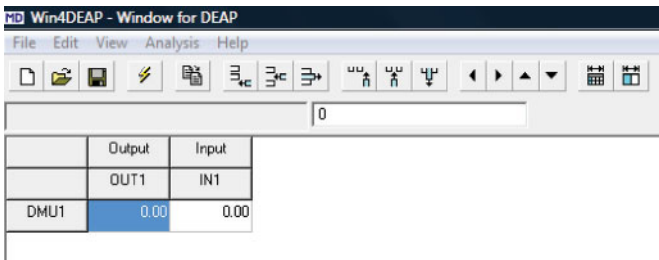 MD Win4DEAP - Window for DEAP
File Edit View Analysis Help
0
Output Input
OUT1 IN1
DMU1 0.00 0.00